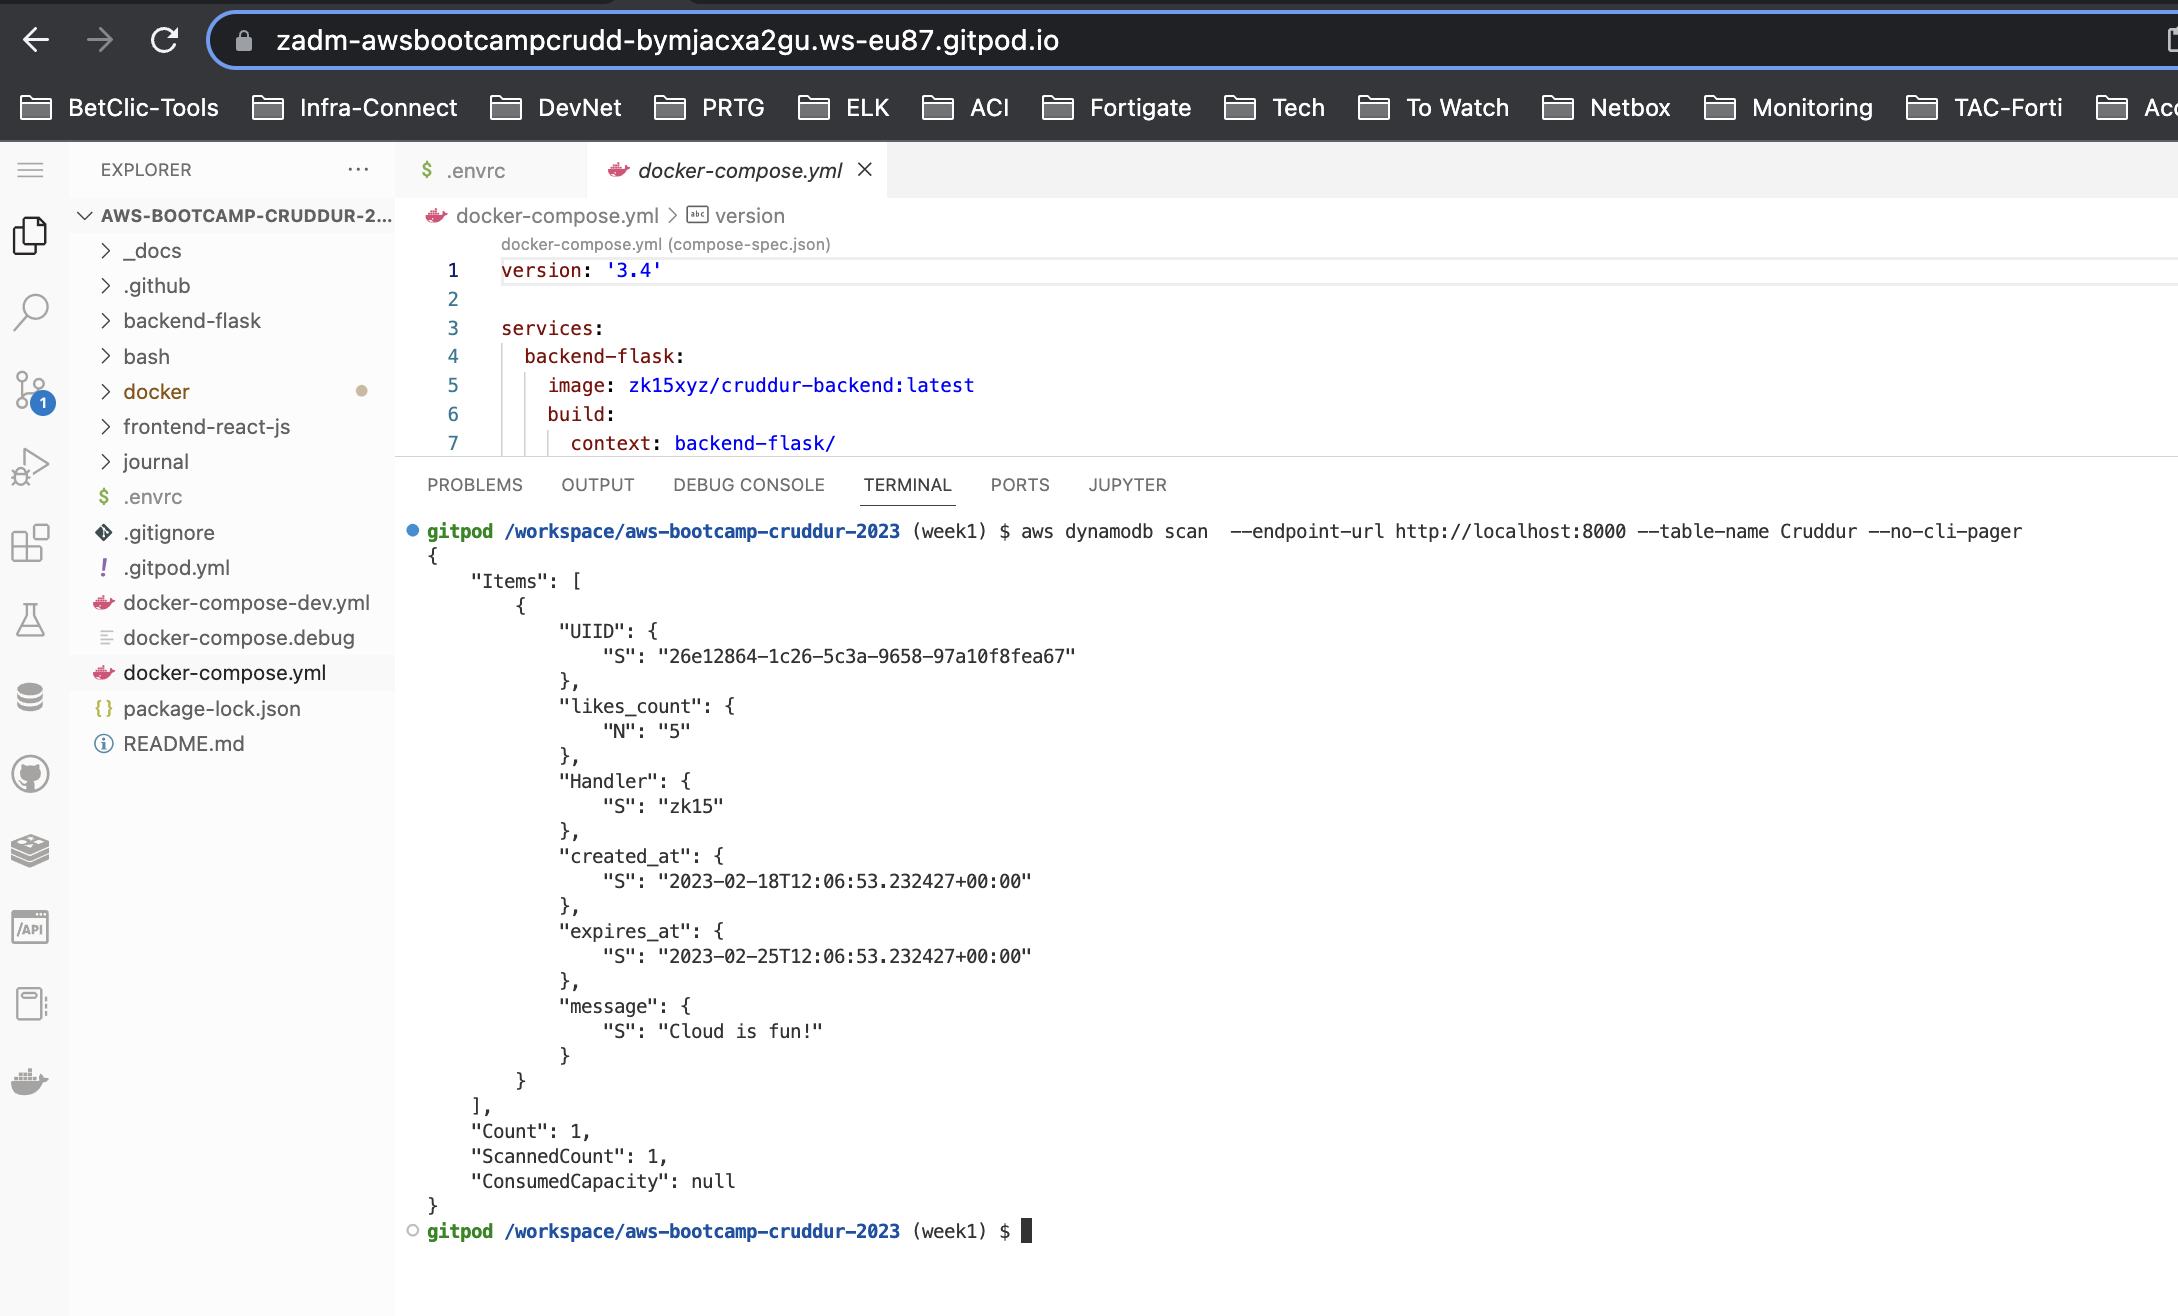 zadm-awsbootcampcrudd-bymjacxa2gu.ws-eu87.gitpod.io
BetClic-Tools Infra-Connect DevNet PRTG ELK ACI Fortigate Tech To Watch Netbox Monitoring TAC-Forti
EXPLORER
AWS-BOOTCAMP-CRUDDUR-2...
_docs
.github
backend-flask
bash
docker
frontend-react-js
journal
$ .envrc
.gitignore
! .gitpod.yml
docker-compose-dev.yml
docker-compose.debug
docker-compose.yml
{} package-lock.json
README.md
1
/API
$ .envrc docker-compose.yml
docker-compose.yml > abc version
docker-compose.yml (compose-spec.json)
1 version: '3.4'
2
3 services:
4 backend-flask:
5 image: zk15xyz/cruddur-backend:latest
6 build:
7 context: backend-flask/
PROBLEMS OUTPUT DEBUG CONSOLE TERMINAL PORTS JUPYTER
gitpod /workspace/aws-bootcamp-cruddur-2023 (week1) $ aws dynamodb scan  --endpoint-url http://localhost:8000 --table-name Cruddur --no-cli-pager
{
"Items": [
{
"UIID": {
"S": "26e12864-1c26-5c3a-9658-97a10f8fea67"
},
"likes_count": {
"N": "5"
},
"Handler": {
"S": "zk15"
},
"created_at": {
"S": "2023-02-18T12:06:53.232427+00:00"
},
"expires_at": {
"S": "2023-02-25T12:06:53.232427+00:00"
},
"message": {
"S": "Cloud is fun!"
}
}
],
"Count": 1,
"ScannedCount": 1,
"ConsumedCapacity": null
}
gitpod /workspace/aws-bootcamp-cruddur-2023 (week1) $